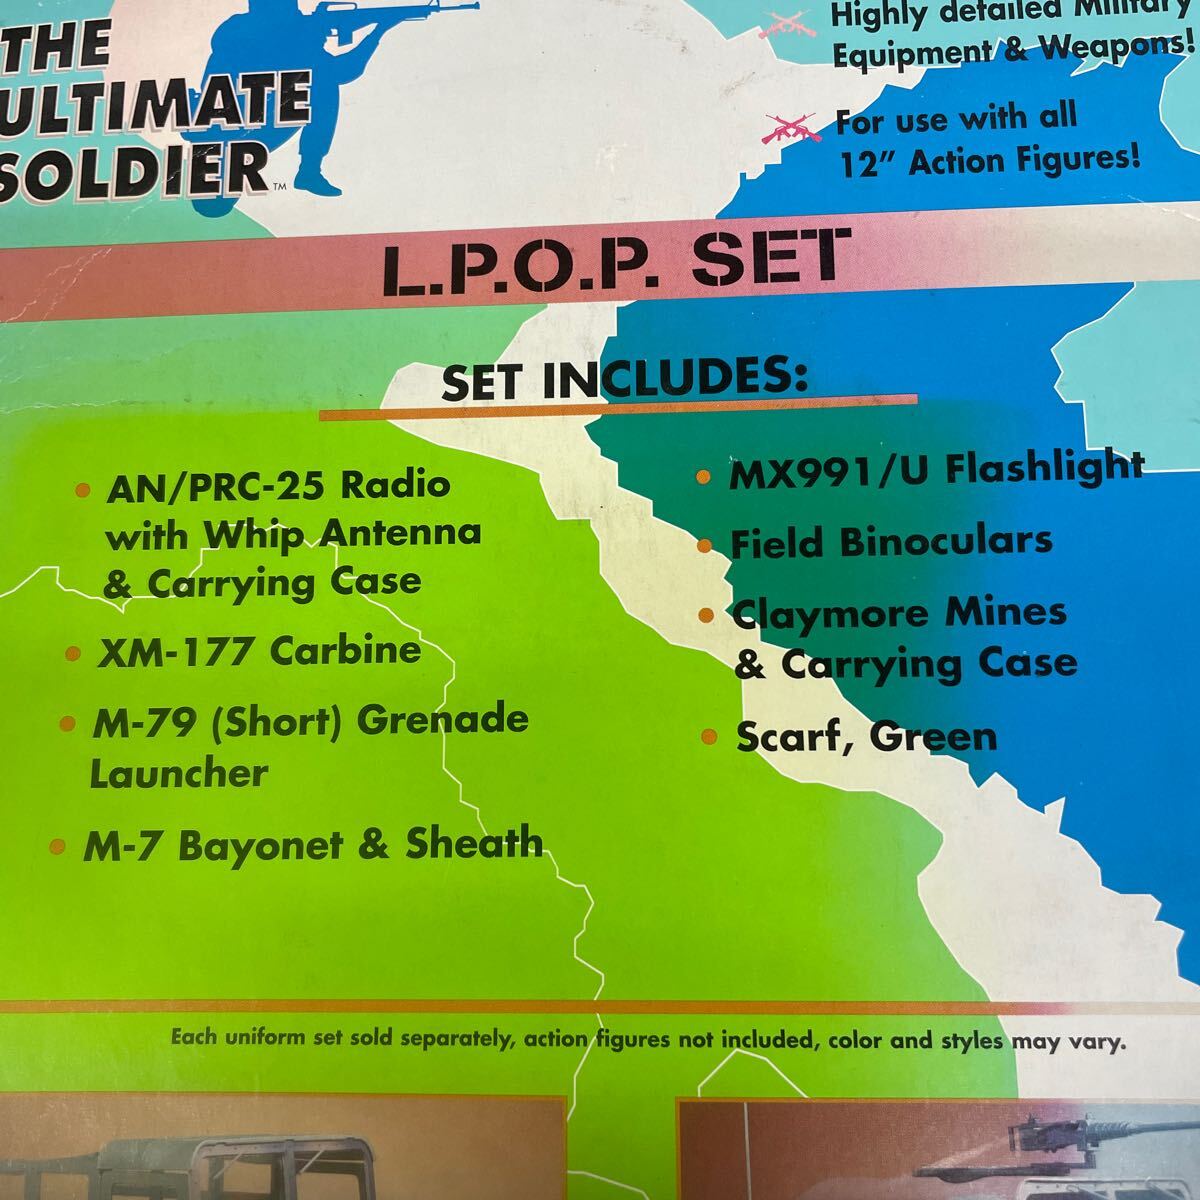 THE
ULTIMATE
SOLDIER™
Highly detailed Military
Equipment & Weapons!
For use with all
12" Action Figures!
L.P.O.P. SET
SET INCLUDES:
• AN/PRC-25 Radio
with Whip Antenna
& Carrying Case
• XM-177 Carbine
• M-79 (Short) Grenade
Launcher
• M-7 Bayonet & Sheath
• MX991/U Flashlight
• Field Binoculars
• Claymore Mines
& Carrying Case
• Scarf, Green
Each uniform set sold separately, action figures not included, color and styles may vary.